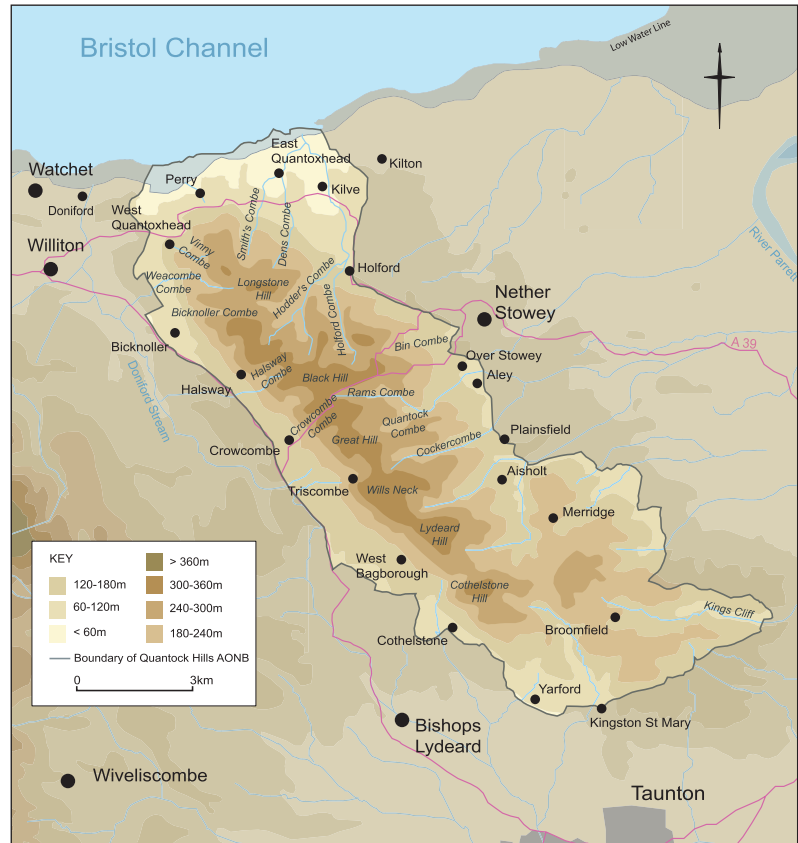 Bristol Channel
Low Water Line
East
Quantoxhead
Kilton
Watchet
Perry
Kilve
Doniford
West
Quantoxhead
Smith's Combe
Dens Combe
Williton
Vinny
Combe
River Parrett
Holford
Weacombe
Combe
Longstone
Hill
Hodder's Combe
Nether
Stowey
Bicknoller Combe
Holford Combe
Bin Combe
A 39
Bicknoller
Over Stowey
Doniford Stream
Halsway
Combe
Black Hill
Aley
Halsway
Rams Combe
Crowcombe
Combe
Quantock
Combe
Plainsfield
Great Hill
Cockercombe
Crowcombe
Aisholt
Triscombe
Wills Neck
Merridge
Lydeard
Hill
KEY
> 360m
120-180m
300-360m
60-120m
240-300m
< 60m
180-240m
Boundary of Quantock Hills AONB
0
3km
West
Bagborough
Cothelstone
Hill
Kings Cliff
Broomfield
Cothelstone
Yarford
Kingston St Mary
Bishops
Lydeard
Wiveliscombe
Taunton